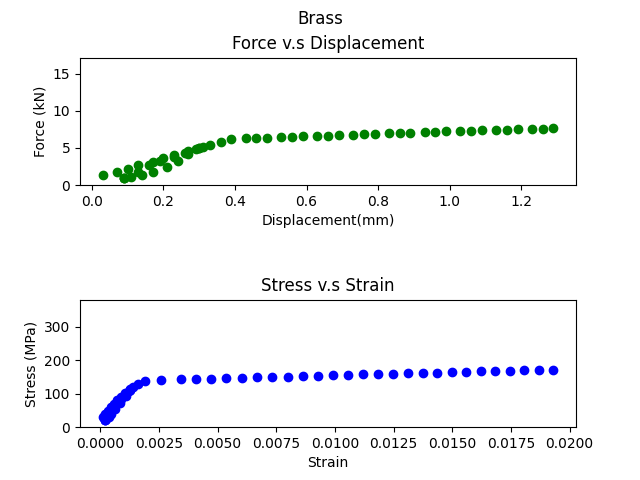 Brass
Force v.s Displacement
15
10
5
0
Force (kN)
0.0 0.2 0.4 0.6 0.8 1.0 1.2
Displacement(mm)
Stress v.s Strain
300
200
100
0
Stress (MPa)
0.0000 0.0025 0.0050 0.0075 0.0100 0.0125 0.0150 0.0175 0.0200
Strain